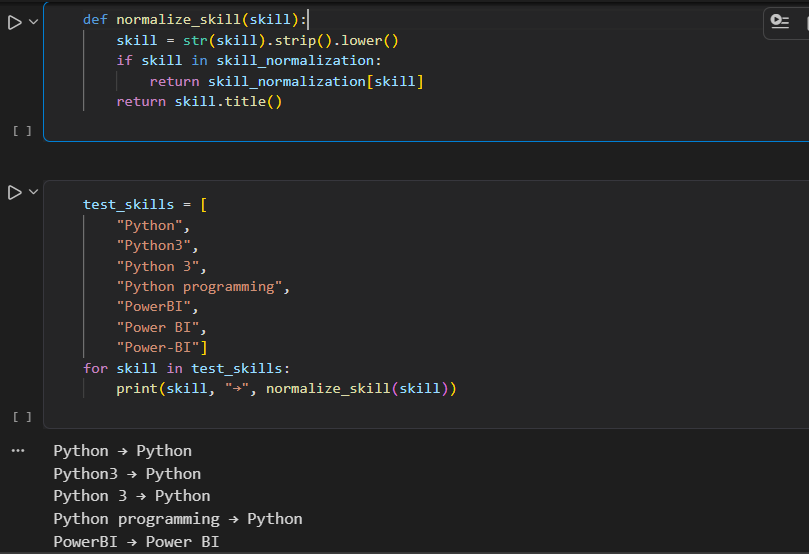 def normalize_skill(skill):
    skill = str(skill).strip().lower()
    if skill in skill_normalization:
        return skill_normalization[skill]
    return skill.title()
[ ]
test_skills = [
    "Python",
    "Python3",
    "Python 3",
    "Python programming",
    "PowerBI",
    "Power BI",
    "Power-BI"]
for skill in test_skills:
    print(skill, "→", normalize_skill(skill))
[ ]
Python → Python
Python3 → Python
Python 3 → Python
Python programming → Python
PowerBI → Power BI